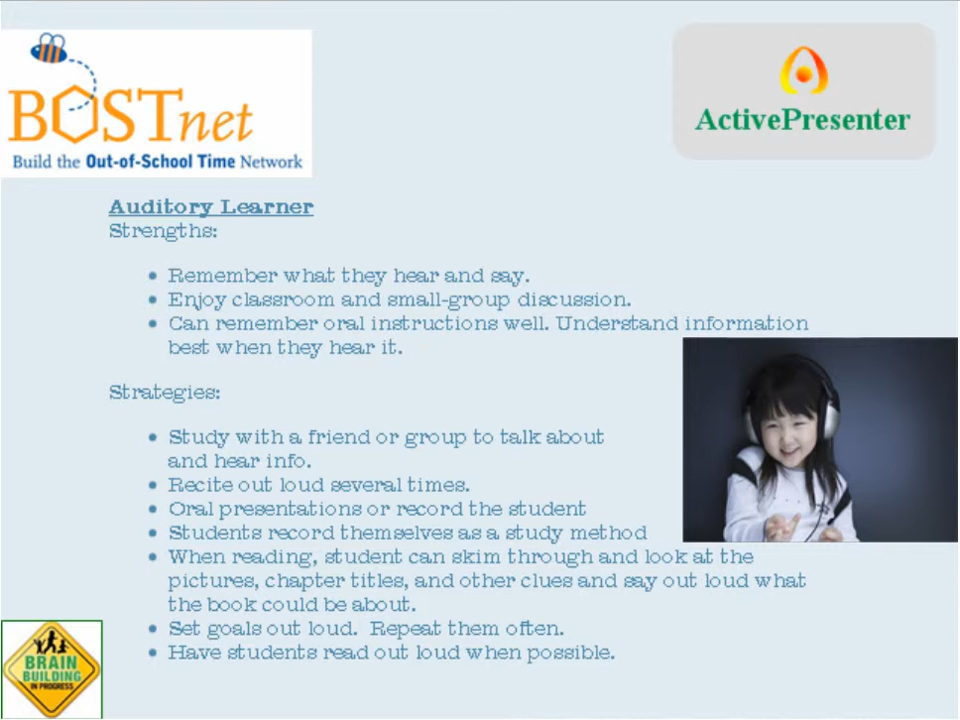 BOSTnet
Build the Out-of-School Time Network
ActivePresenter
Auditory Learner
Strengths:
• Remember what they hear and say.
• Enjoy classroom and small-group discussion.
• Can remember oral instructions well. Understand information
best when they hear it.
Strategies:
• Study with a friend or group to talk about
and hear info.
• Recite out loud several times.
• Oral presentations or record the student
• Students record themselves as a study method
• When reading, student can skim through and look at the
pictures, chapter titles, and other clues and say out loud what
the book could be about.
• Set goals out loud.  Repeat them often.
• Have students read out loud when possible.
BRAIN
BUILDING
IN PROGRESS